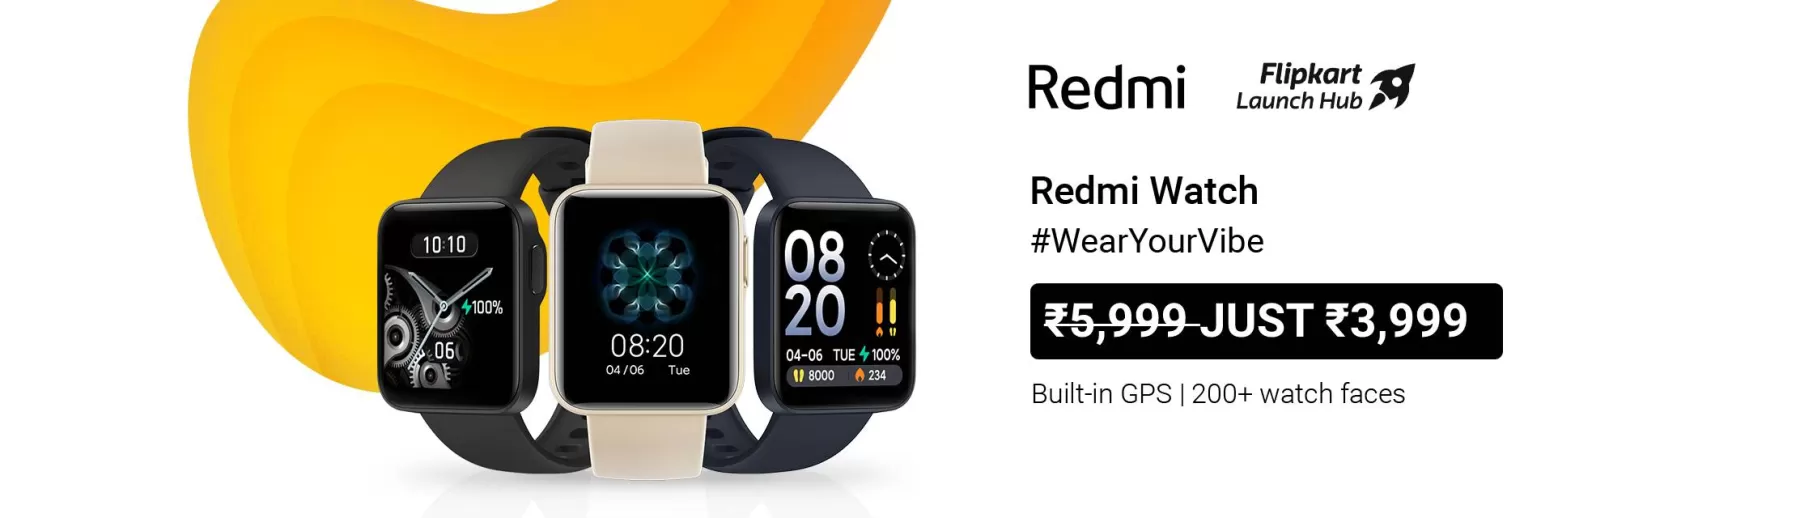 Redmi
Flipkart
Launch Hub
Redmi Watch
#WearYourVibe
₹5,999 JUST ₹3,999
Built-in GPS | 200+ watch faces
10:10
100%
06
08:20
04/06 Tue
08
20
04-06 TUE 100%
8000 234